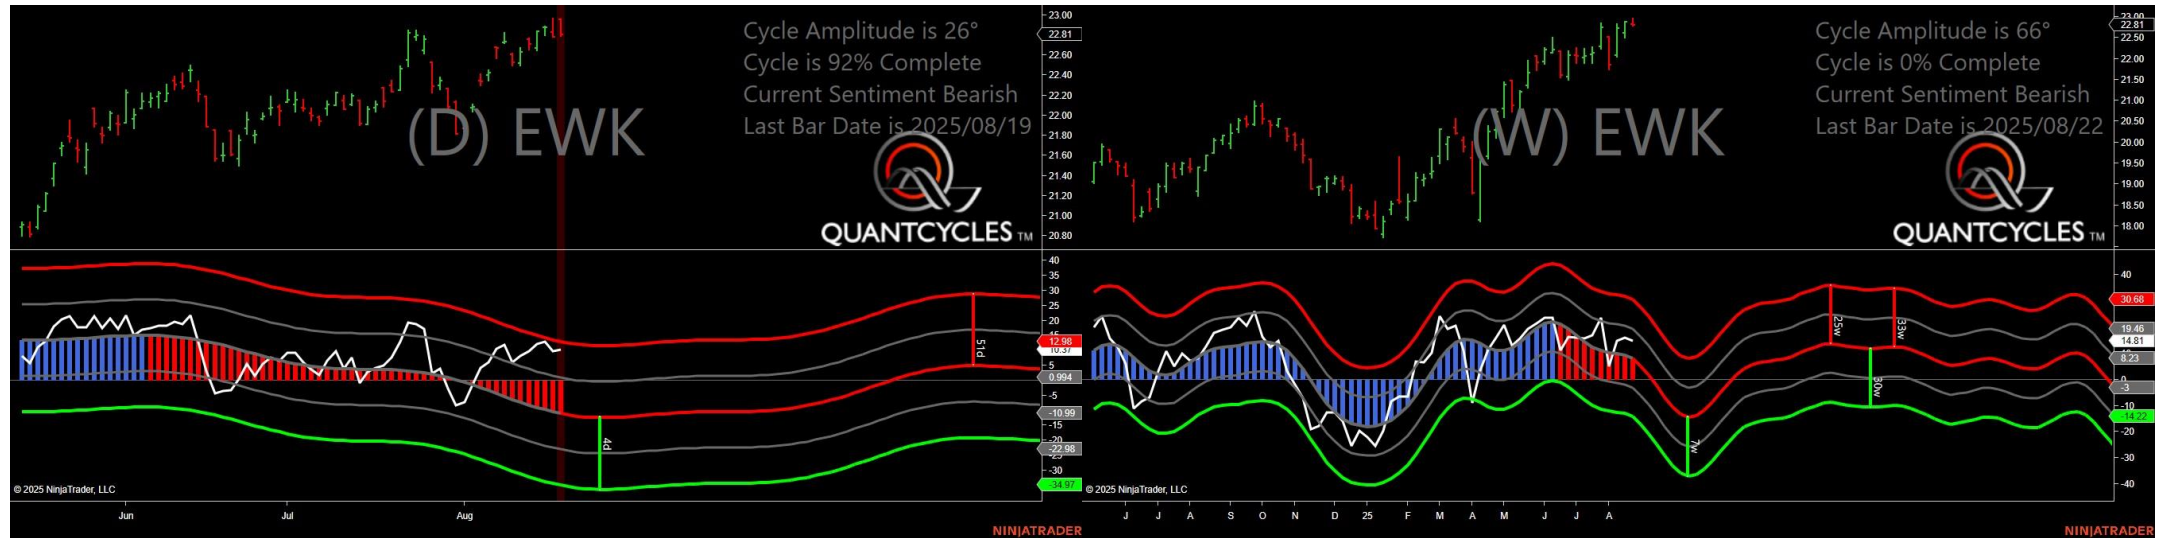 Cycle Amplitude is 26°
Cycle is 92% Complete
Current Sentiment Bearish
Last Bar Date is 2025/08/19
(D) EWK
QUANTCYCLES TM
23.00
22.81
22.60
22.40
22.20
22.00
21.80
21.60
21.40
21.20
21.00
20.80
40
35
30
25
20
15
12.98
10.37
5
0.994
-5
-10.99
-15
-20
-22.98
-30
-34.97
51d
4d
© 2025 NinjaTrader, LLC
Jun Jul Aug
NINJATRADER
Cycle Amplitude is 66°
Cycle is 0% Complete
Current Sentiment Bearish
Last Bar Date is 2025/08/22
(W) EWK
QUANTCYCLES TM
23.00
22.81
22.50
22.00
21.50
21.00
20.50
20.00
19.50
19.00
18.50
18.00
40
30.68
19.46
14.81
8.23
0
-3
-10
-14.22
-20
-30
-40
25w
33w
7w
© 2025 NinjaTrader, LLC
J J A S O N D 25 F M A M J J A
NINJATRADER